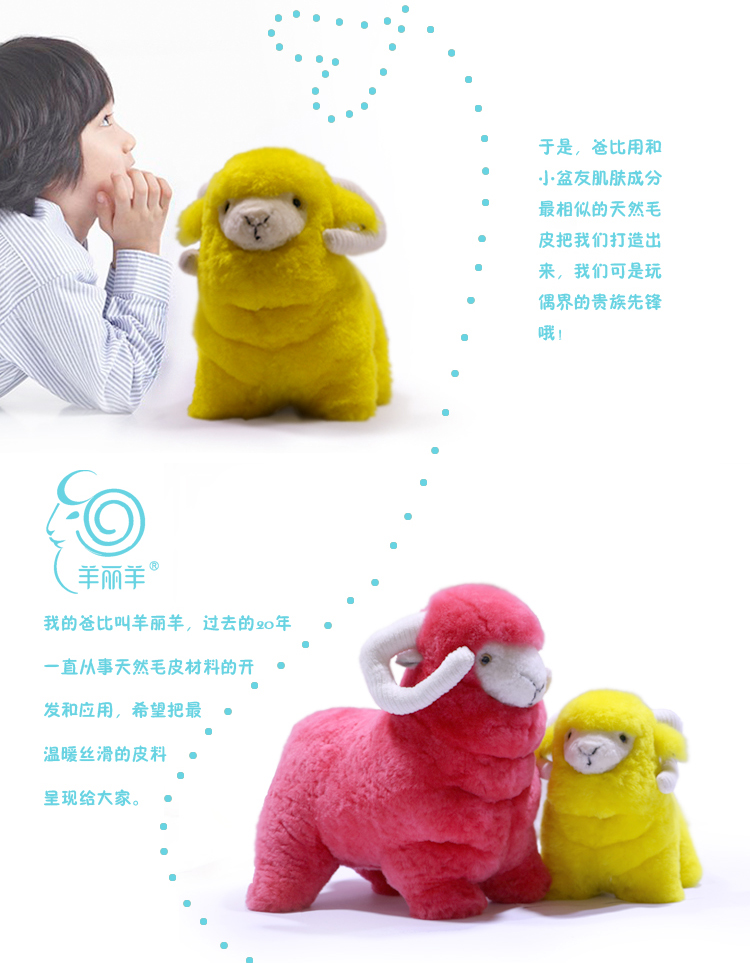 于是，爸比用和
小盆友肌肤成分
最相似的天然毛
皮把我们打造出
来，我们可是玩
偶界的贵族先锋
哦！
羊丽羊®
我的爸比叫羊丽羊，过去的20年
一直从事天然毛皮材料的开
发和应用，希望把最
温暖丝滑的皮料
呈现给大家。